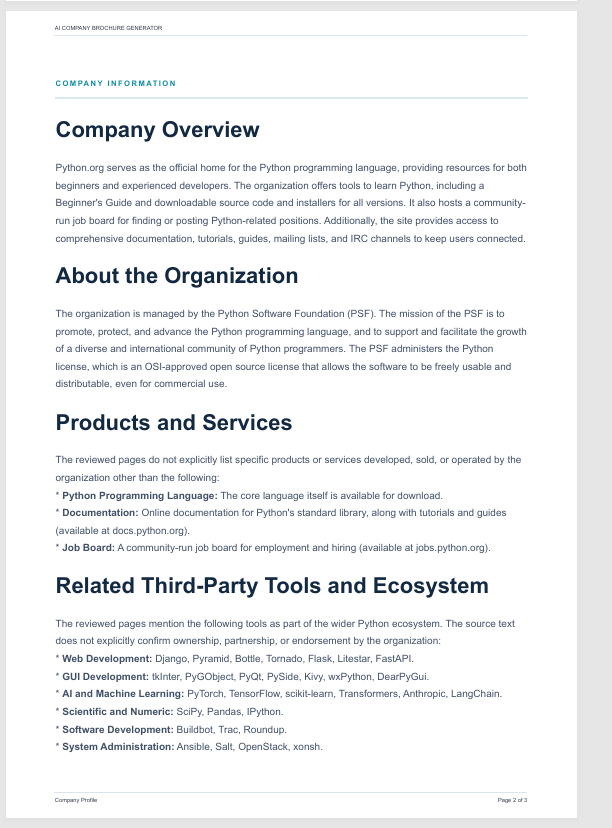 AI COMPANY BROCHURE GENERATOR
COMPANY INFORMATION
Company Overview
Python.org serves as the official home for the Python programming language, providing resources for both
beginners and experienced developers. The organization offers tools to learn Python, including a
Beginner's Guide and downloadable source code and installers for all versions. It also hosts a community-
run job board for finding or posting Python-related positions. Additionally, the site provides access to
comprehensive documentation, tutorials, guides, mailing lists, and IRC channels to keep users connected.
About the Organization
The organization is managed by the Python Software Foundation (PSF). The mission of the PSF is to
promote, protect, and advance the Python programming language, and to support and facilitate the growth
of a diverse and international community of Python programmers. The PSF administers the Python
license, which is an OSI-approved open source license that allows the software to be freely usable and
distributable, even for commercial use.
Products and Services
The reviewed pages do not explicitly list specific products or services developed, sold, or operated by the
organization other than the following:
* Python Programming Language: The core language itself is available for download.
* Documentation: Online documentation for Python's standard library, along with tutorials and guides
(available at docs.python.org).
* Job Board: A community-run job board for employment and hiring (available at jobs.python.org).
Related Third-Party Tools and Ecosystem
The reviewed pages mention the following tools as part of the wider Python ecosystem. The source text
does not explicitly confirm ownership, partnership, or endorsement by the organization:
* Web Development: Django, Pyramid, Bottle, Tornado, Flask, Litestar, FastAPI.
* GUI Development: tkInter, PyGObject, PyQt, PySide, Kivy, wxPython, DearPyGui.
* AI and Machine Learning: PyTorch, TensorFlow, scikit-learn, Transformers, Anthropic, LangChain.
* Scientific and Numeric: SciPy, Pandas, IPython.
* Software Development: Buildbot, Trac, Roundup.
* System Administration: Ansible, Salt, OpenStack, xonsh.
Company Profile
Page 2 of 3